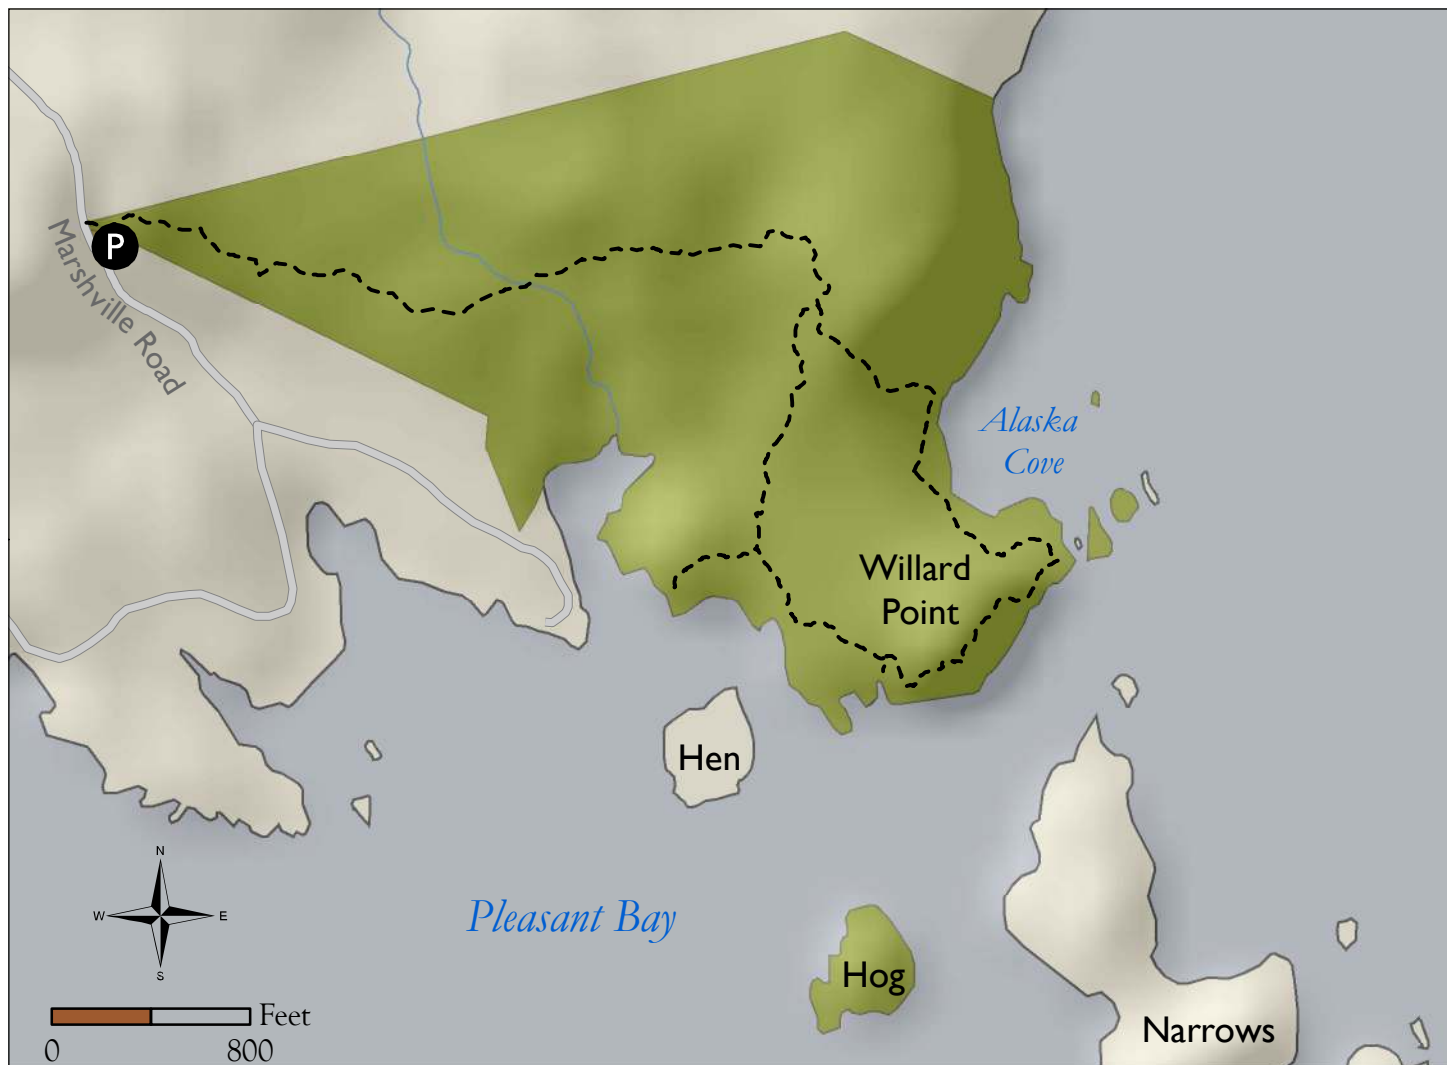 P
Marshville Road
Alaska
Cove
Willard
Point
Hen
N
W
E
S
Pleasant Bay
Hog
Feet
0
800
Narrows